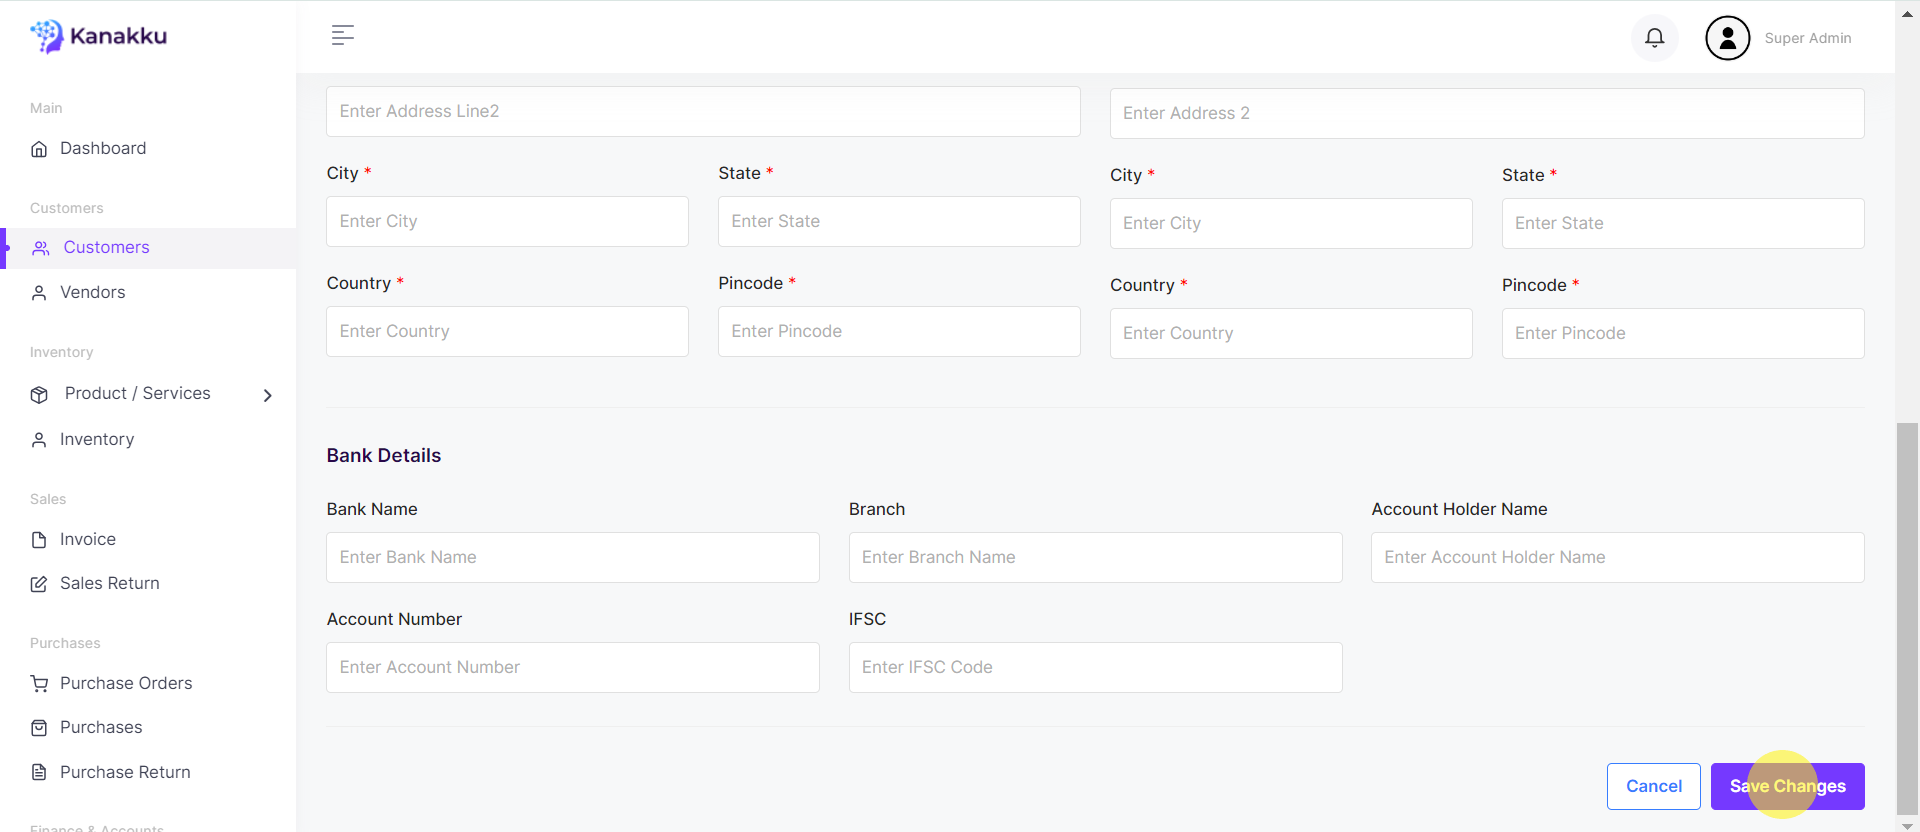 Kanakku
Super Admin
Main
Dashboard
Customers
Customers
Vendors
Inventory
Product / Services
Inventory
Sales
Invoice
Sales Return
Purchases
Purchase Orders
Purchases
Purchase Return
Finance & Accounts
Enter Address Line2
Enter Address 2
City *
State *
City *
State *
Enter City
Enter State
Enter City
Enter State
Country *
Pincode *
Country *
Pincode *
Enter Country
Enter Pincode
Enter Country
Enter Pincode
Bank Details
Bank Name
Branch
Account Holder Name
Enter Bank Name
Enter Branch Name
Enter Account Holder Name
Account Number
IFSC
Enter Account Number
Enter IFSC Code
Cancel
Save Changes